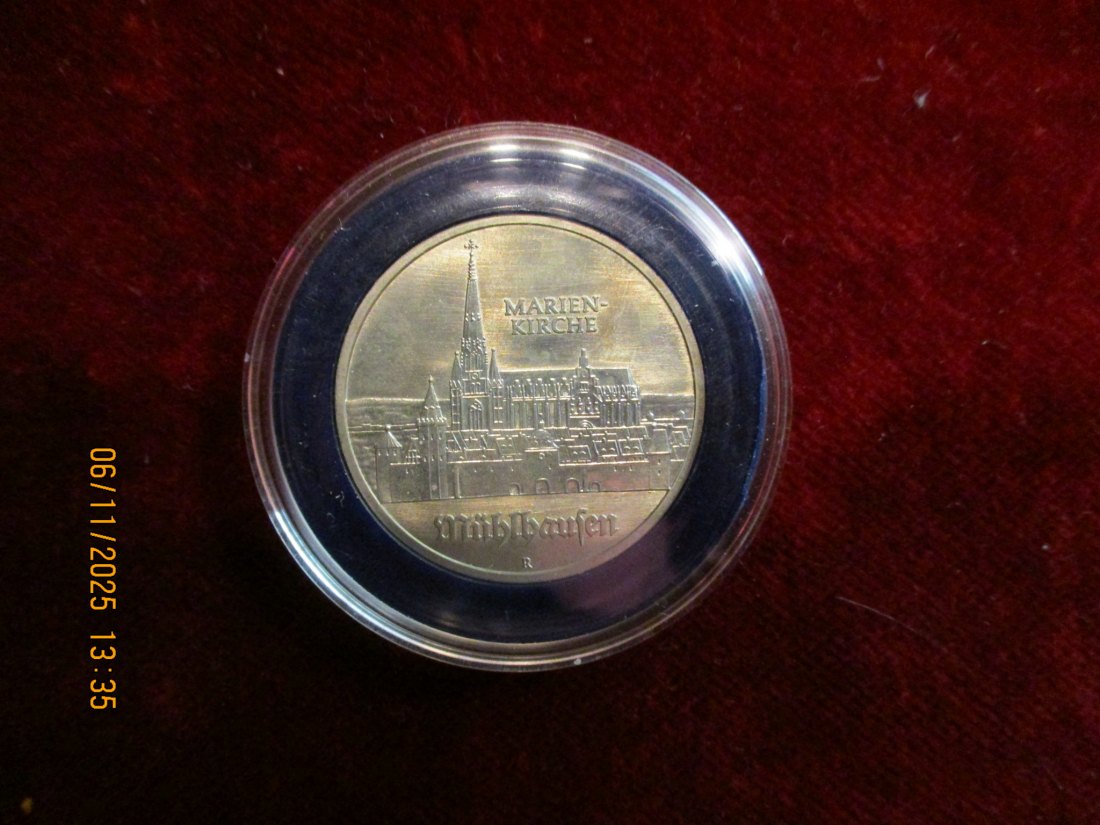 MARIEN-
KIRCHE
Mühlhausen
R
06/11/2025 13:35